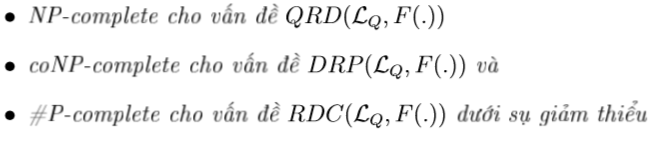 • NP-complete cho vấn đề QRD(ℒ_Q, F(.))
• coNP-complete cho vấn đề DRP(ℒ_Q, F(.)) và
• #P-complete cho vấn đề RDC(ℒ_Q, F(.)) dưới sự giảm thiểu